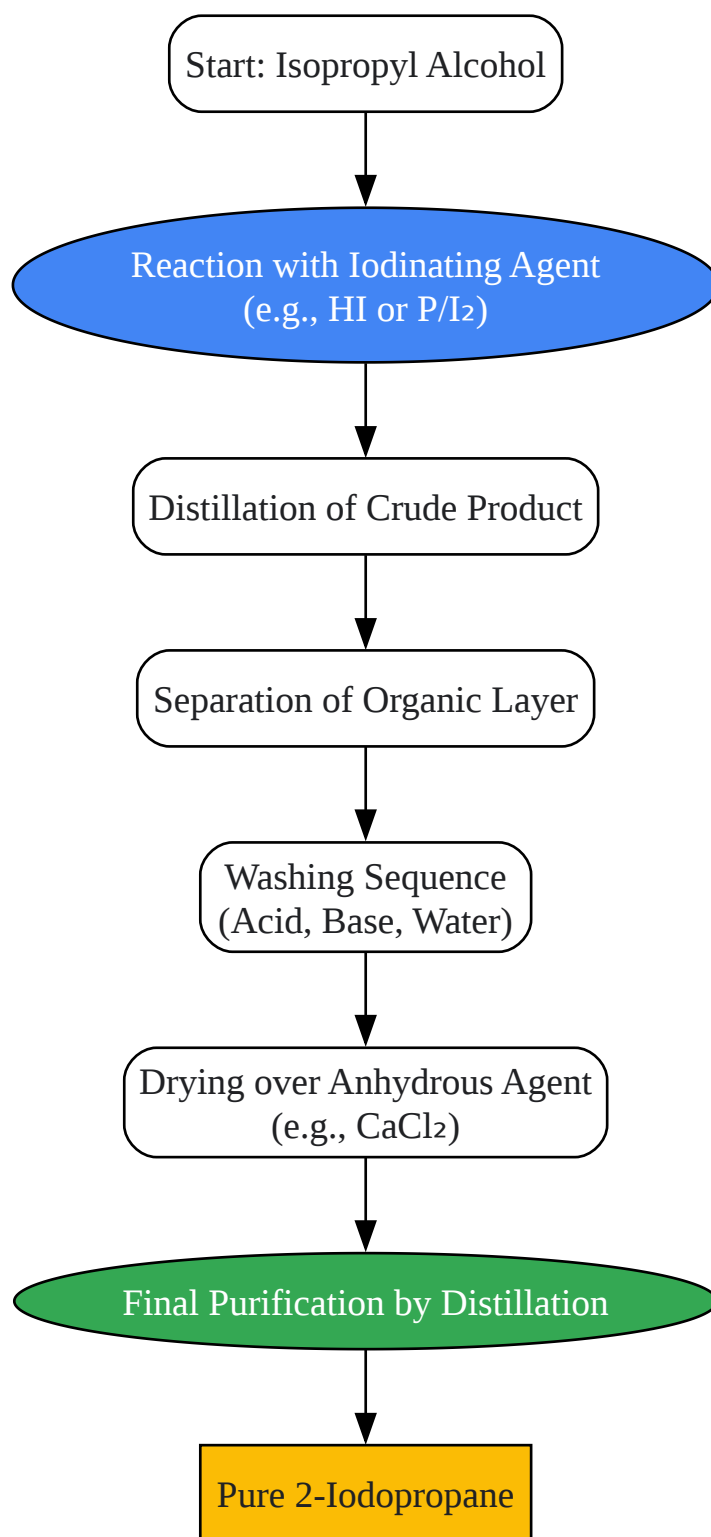 Start: Isopropyl Alcohol
Reaction with Iodinating Agent
(e.g., HI or P/I₂)
Distillation of Crude Product
Separation of Organic Layer
Washing Sequence
(Acid, Base, Water)
Drying over Anhydrous Agent
(e.g., CaCl₂)
Final Purification by Distillation
Pure 2-Iodopropane